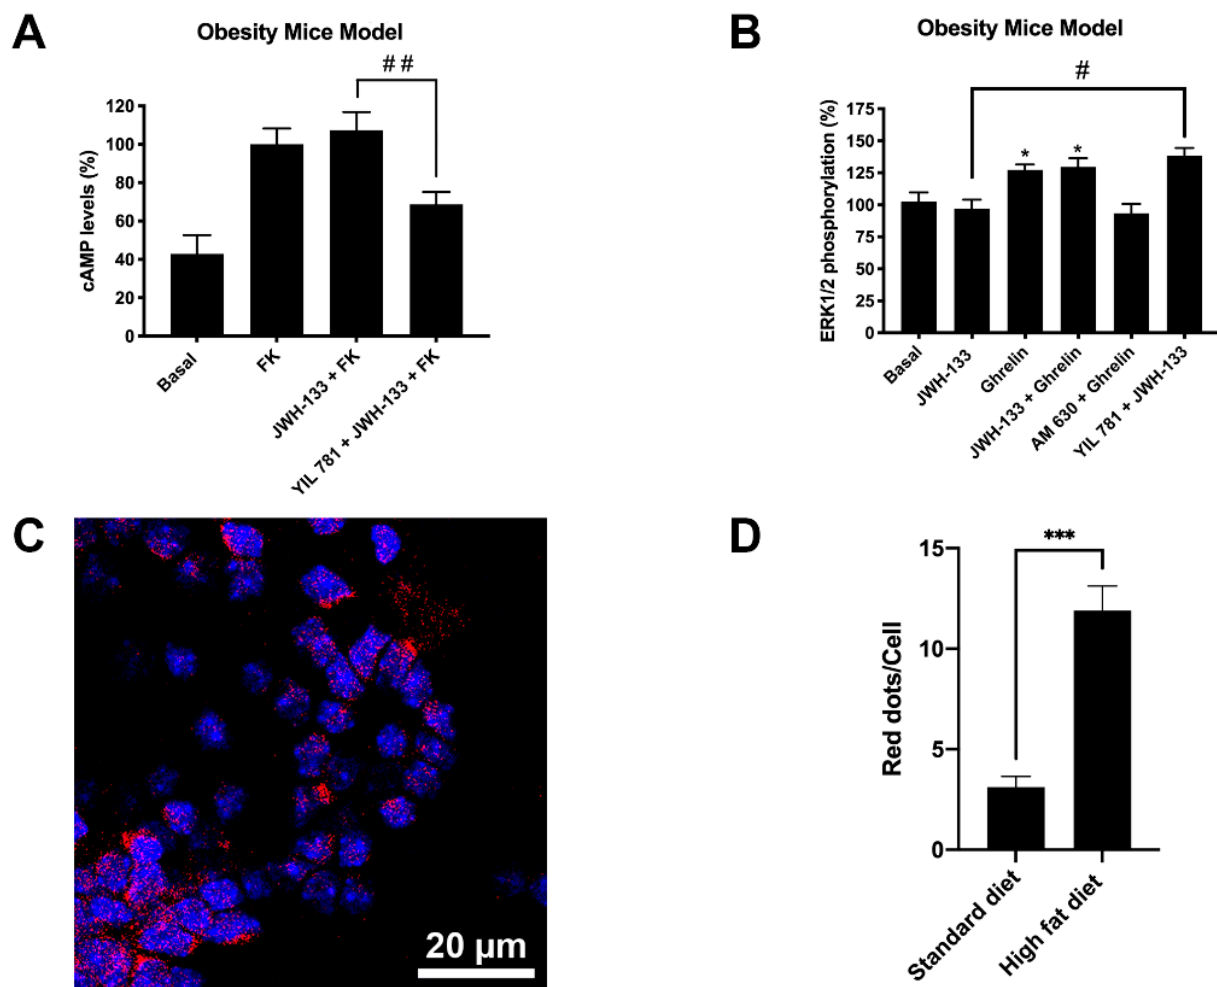 A
Obesity Mice Model
# #
cAMP levels (%)
120
100
80
60
40
20
0
Basal
FK
JWH-133 + FK
YIL 781 + JWH-133 + FK
B
Obesity Mice Model
#
ERK1/2 phosphorylation (%)
175
150
125
100
75
50
25
0
*
*
Basal
JWH-133
Ghrelin
JWH-133 + Ghrelin
AM 630 + Ghrelin
YIL 781 + JWH-133
C
20 µm
D
***
Red dots/Cell
15
10
5
0
Standard diet
High fat diet